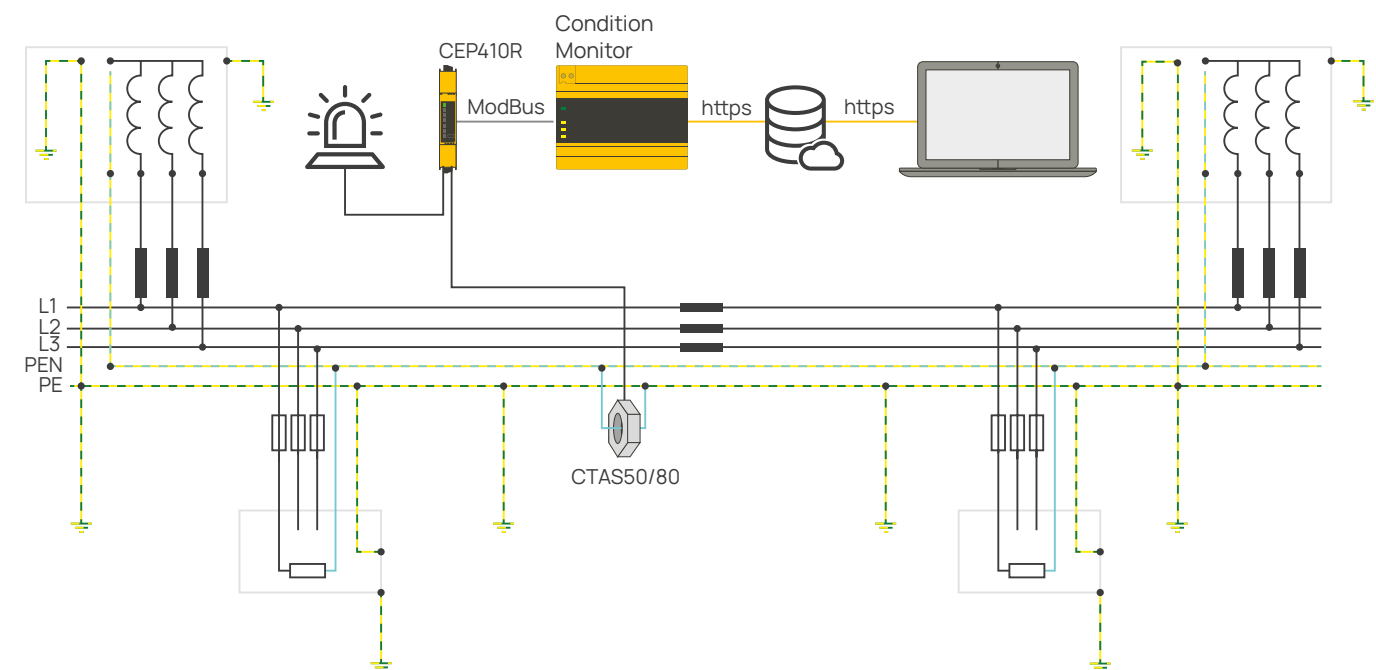 Condition
Monitor
CEP410R
ModBus
https
https
L1
L2
L3
PEN
PE
CTAS50/80